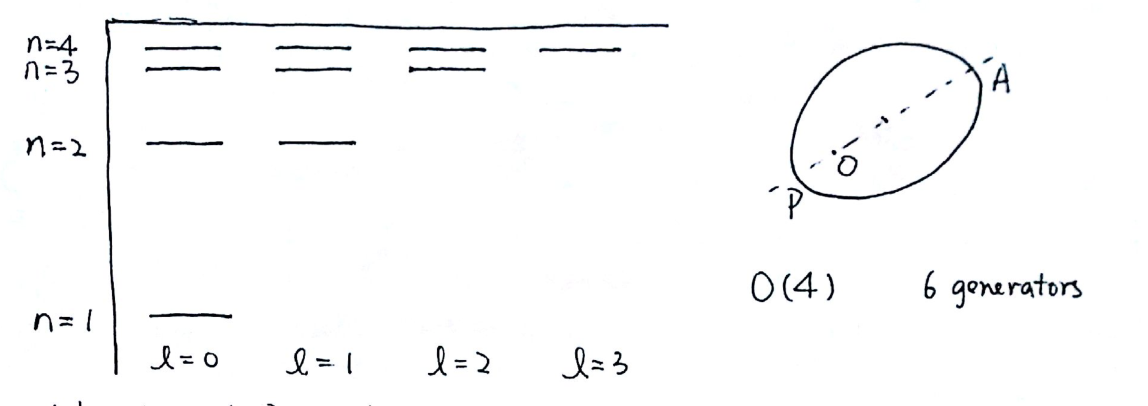 n=4
n=3
n=2
n=1
l=0 l=1 l=2 l=3
A
O
P
O(4) 6 generators